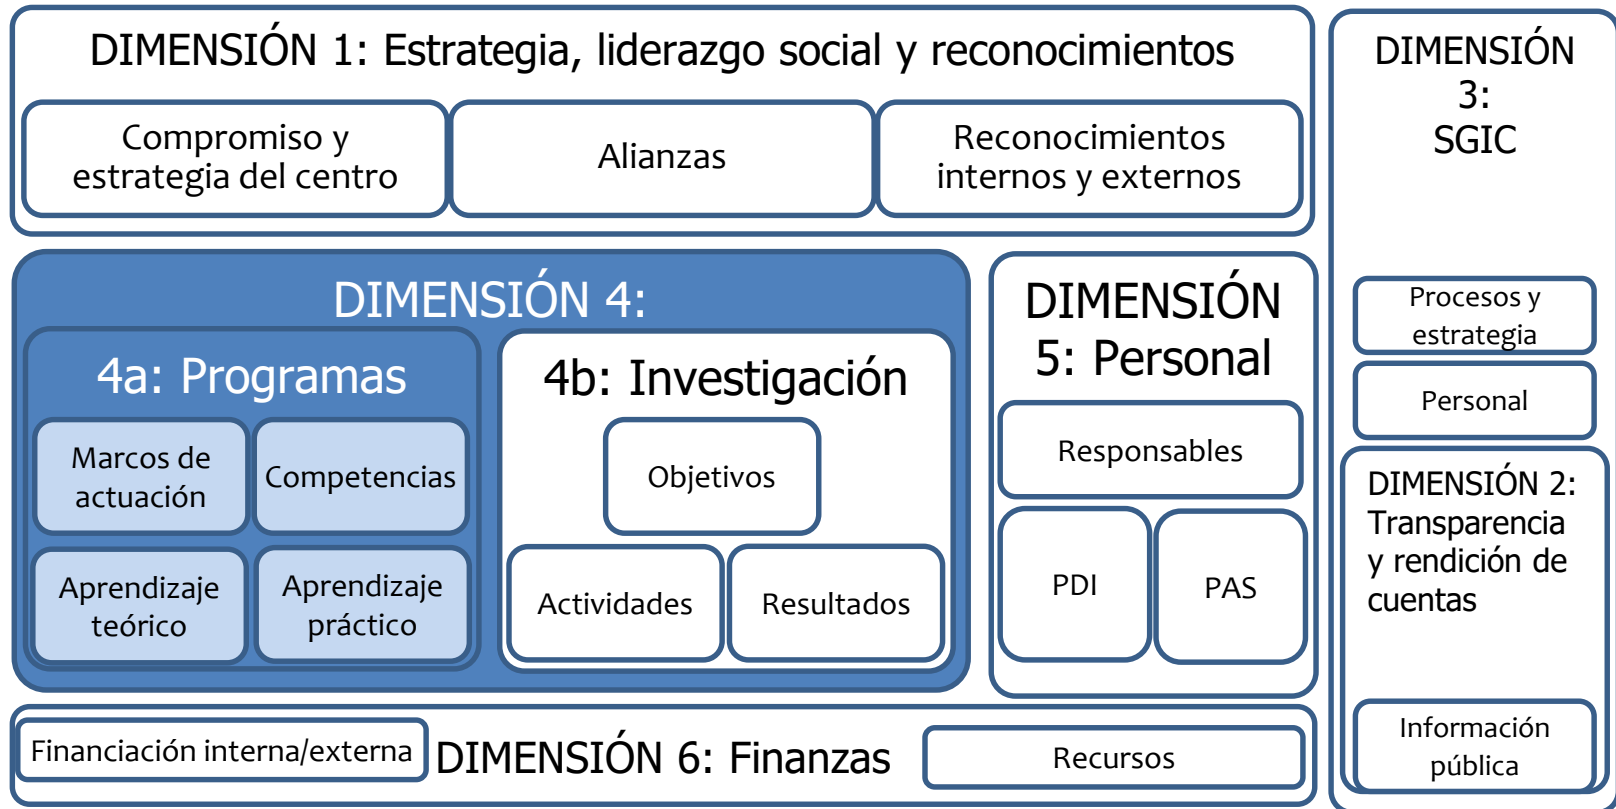 DIMENSIÓN 1: Estrategia, liderazgo social y reconocimientos
Compromiso y
estrategia del centro
Alianzas
Reconocimientos
internos y externos
DIMENSIÓN
3:
SGIC
Procesos y
estrategia
Personal
DIMENSIÓN 2:
Transparencia
y rendición de
cuentas
Información
pública
DIMENSIÓN 4:
4a: Programas
Marcos de
actuación
Competencias
Aprendizaje
teórico
Aprendizaje
práctico
4b: Investigación
Objetivos
Actividades
Resultados
DIMENSIÓN
5: Personal
Responsables
PDI
PAS
Financiación interna/externa
DIMENSIÓN 6: Finanzas
Recursos